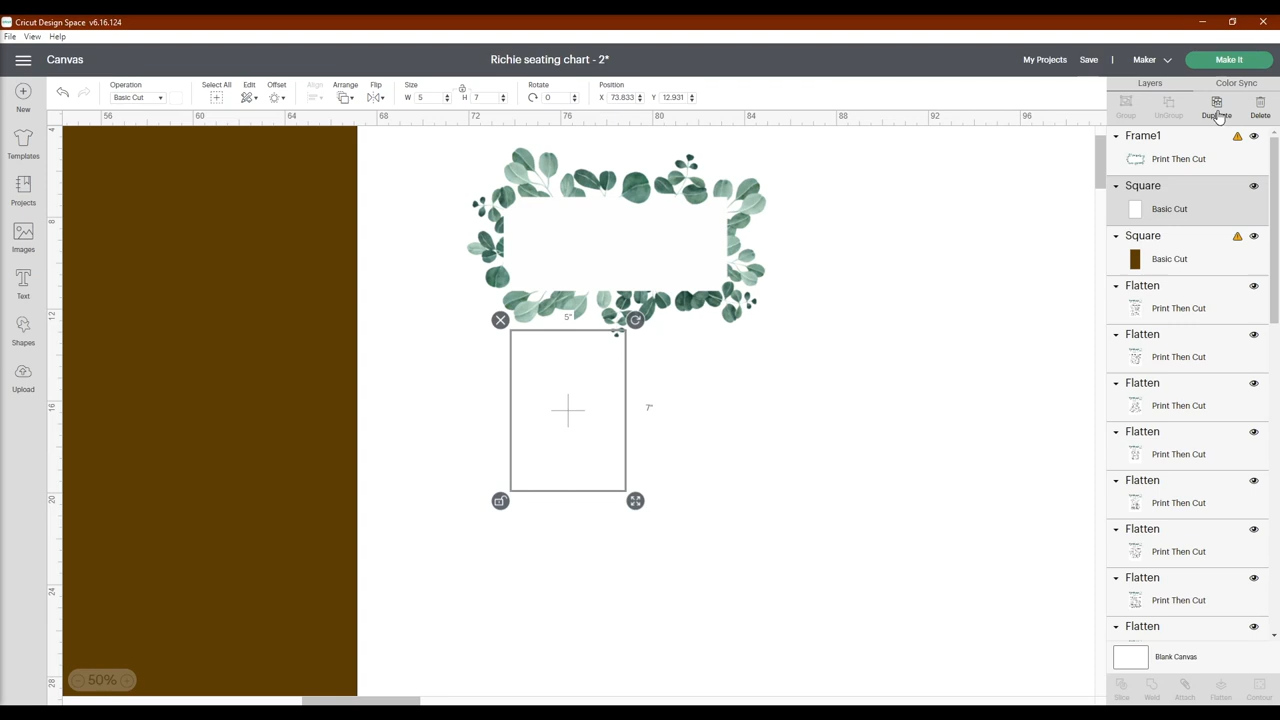 Cricut Design Space v6.16.124
File View Help
Canvas
Richie seating chart - 2*
My Projects Save | Maker Make It
Operation Select All Edit Offset Align Arrange Flip Size Rotate Position
Basic Cut W 5 H 7 0 X 73.833 Y 12.931
Layers Color Sync
Group UnGroup Duplicate Delete
New
Templates
Projects
Images
Text
Shapes
Upload
56 60 64 68 72 76 80 84 88 92 96
4
8
12
16
20
24
28
5"
7"
50%
Frame1
Print Then Cut
Square
Basic Cut
Square
Basic Cut
Flatten
Print Then Cut
Flatten
Print Then Cut
Flatten
Print Then Cut
Flatten
Print Then Cut
Flatten
Print Then Cut
Flatten
Print Then Cut
Flatten
Print Then Cut
Flatten
Blank Canvas
Slice Weld Attach Flatten Contour